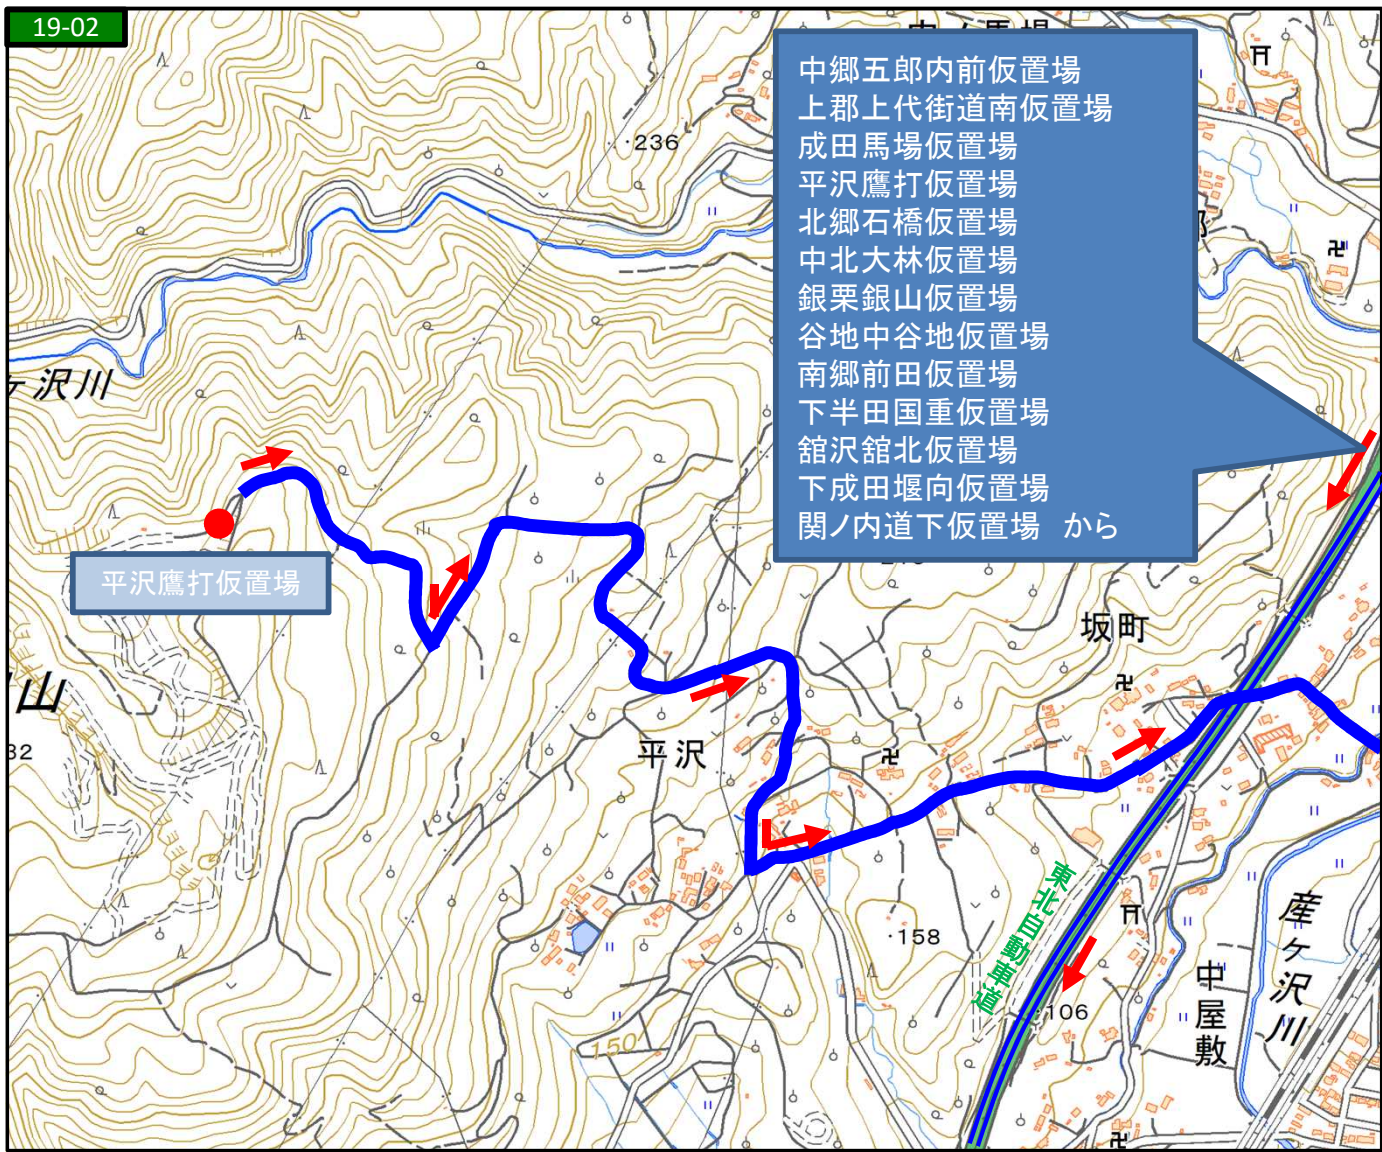 19-02
中郷五郎内前仮置場
上郡上代街道南仮置場
成田馬場仮置場
平沢鷹打仮置場
北郷石橋仮置場
中北大林仮置場
銀栗銀山仮置場
谷地中谷地仮置場
南郷前田仮置場
下半田国重仮置場
舘沢舘北仮置場
下成田堰向仮置場
関ノ内道下仮置場 から
236
ケ沢川
平沢鷹打仮置場
坂町
山
32
平沢
東北自動車道
158
産ケ沢川
中屋敷
106
150